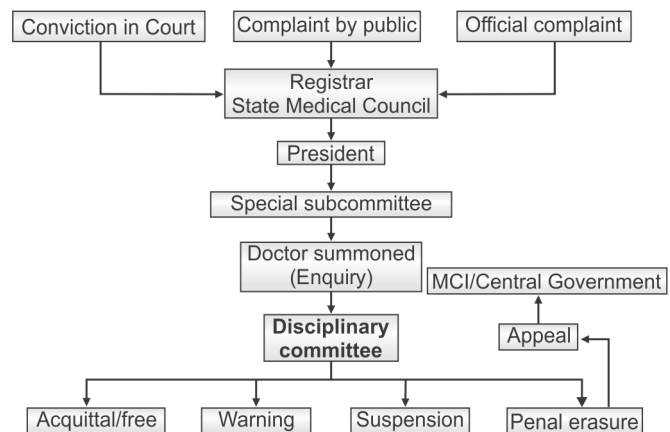 Conviction in Court
Complaint by public
Official complaint
Registrar
State Medical Council
President
Special subcommittee
Doctor summoned
(Enquiry)
MCI/Central Government
Disciplinary
committee
Appeal
Acquittal/free
Warning
Suspension
Penal erasure